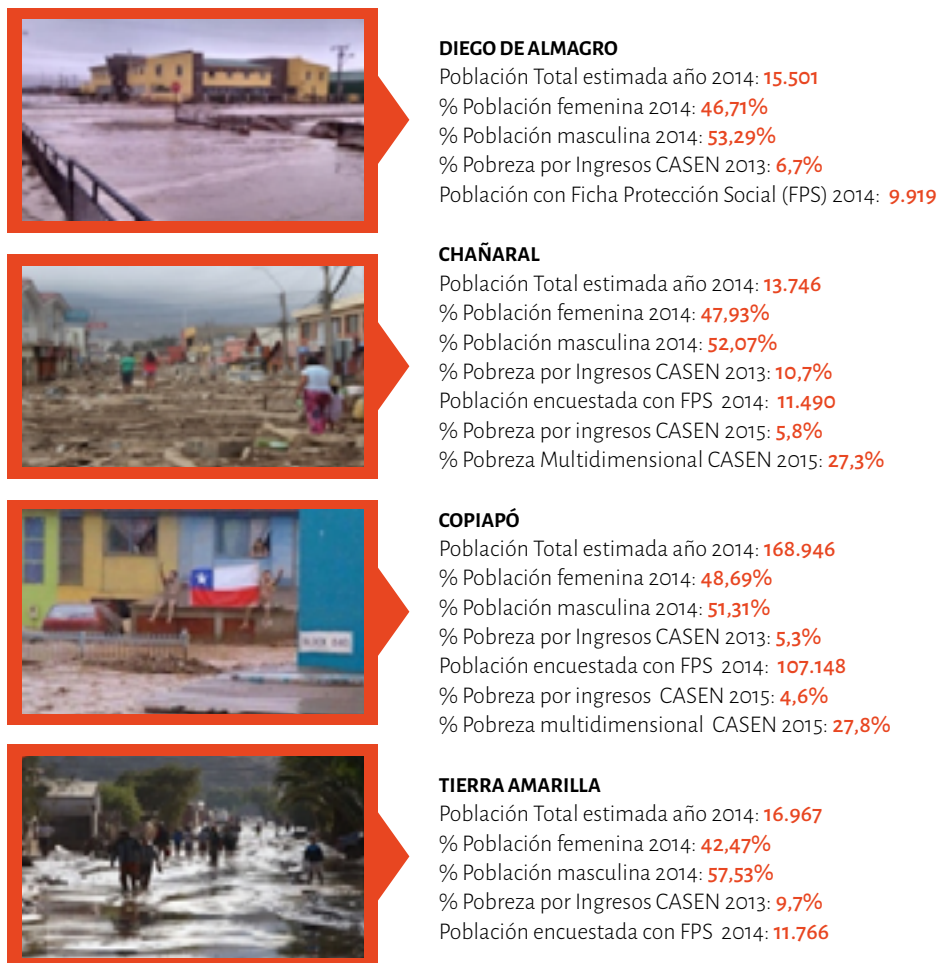 DIEGO DE ALMAGRO
Población Total estimada año 2014: 15.501
% Población femenina 2014: 46,71%
% Población masculina 2014: 53,29%
% Pobreza por Ingresos CASEN 2013: 6,7%
Población con Ficha Protección Social (FPS) 2014: 9.919
CHAÑARAL
Población Total estimada año 2014: 13.746
% Población femenina 2014: 47,93%
% Población masculina 2014: 52,07%
% Pobreza por Ingresos CASEN 2013: 10,7%
Población encuestada con FPS 2014: 11.490
% Pobreza por ingresos CASEN 2015: 5,8%
% Pobreza Multidimensional CASEN 2015: 27,3%
COPIAPÓ
Población Total estimada año 2014: 168.946
% Población femenina 2014: 48,69%
% Población masculina 2014: 51,31%
% Pobreza por Ingresos CASEN 2013: 5,3%
Población encuestada con FPS 2014: 107.148
% Pobreza por ingresos CASEN 2015: 4,6%
% Pobreza multidimensional CASEN 2015: 27,8%
TIERRA AMARILLA
Población Total estimada año 2014: 16.967
% Población femenina 2014: 42,47%
% Población masculina 2014: 57,53%
% Pobreza por Ingresos CASEN 2013: 9,7%
Población encuestada con FPS 2014: 11.766